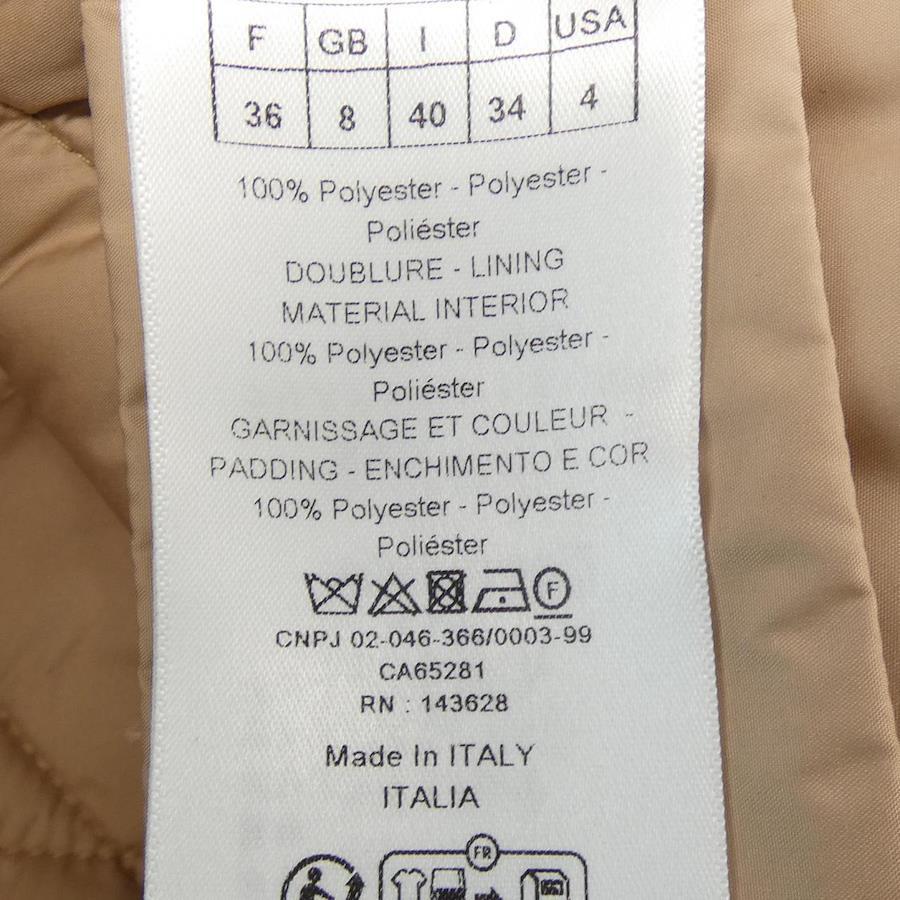 F GB I D USA
36 8 40 34 4
100% Polyester - Polyester -
Poliéster
DOUBLURE - LINING
MATERIAL INTERIOR
100% Polyester - Polyester -
Poliéster
GARNISSAGE ET COULEUR -
PADDING - ENCHIMENTO E COR
100% Polyester - Polyester -
Poliéster
F
CNPJ 02-046-366/0003-99
CA65281
RN : 143628
Made In ITALY
ITALIA
FR